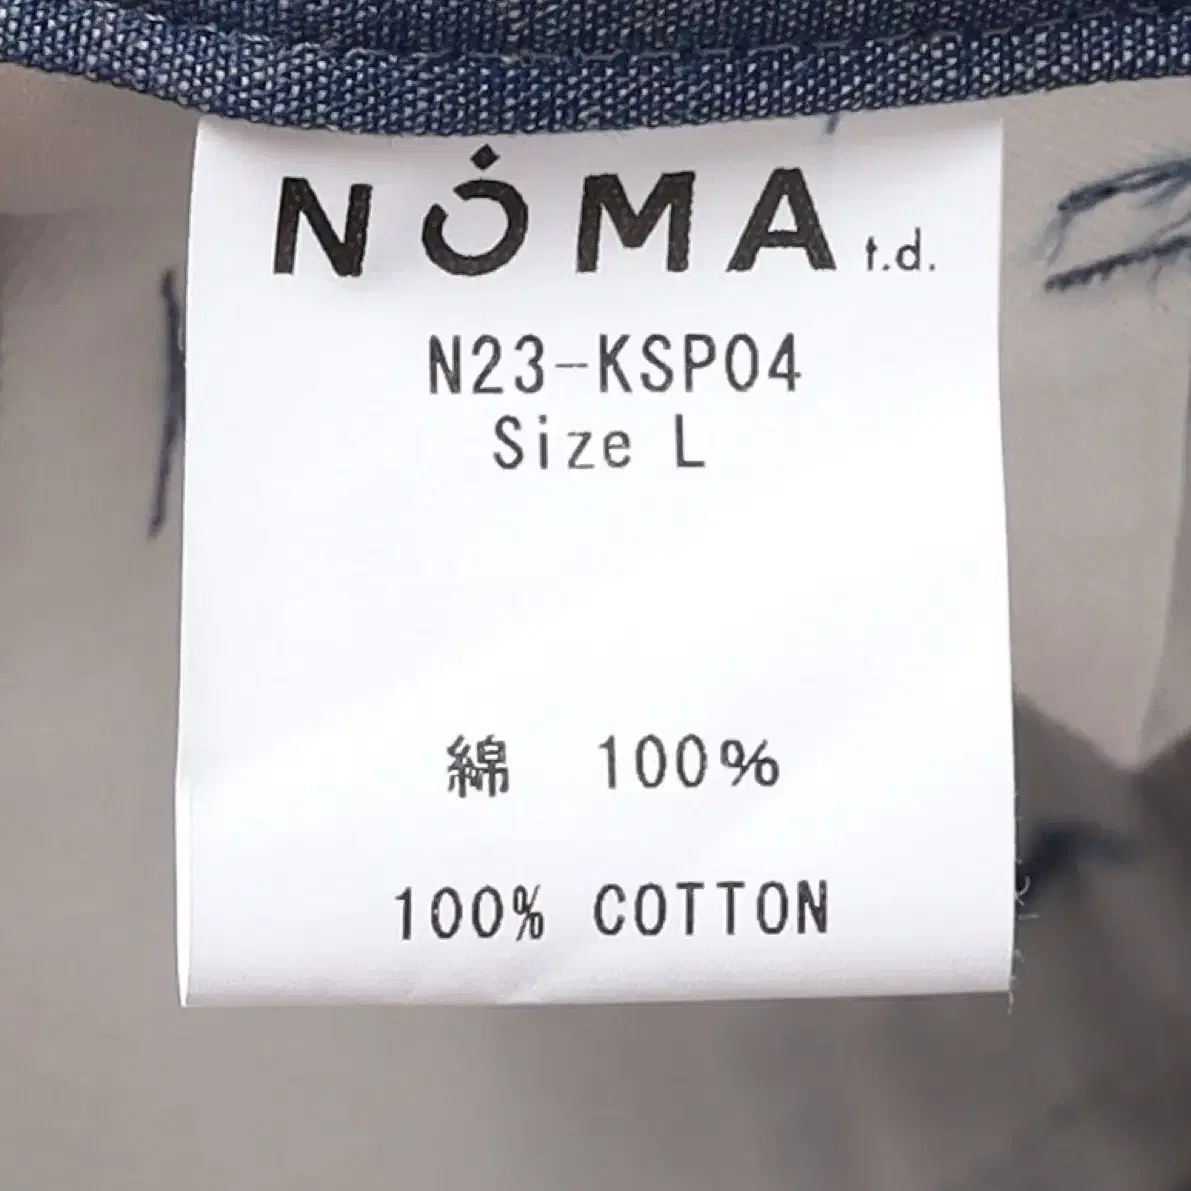 NOMA t.d.
N23-KSP04
Size L
綿 100%
100% COTTON